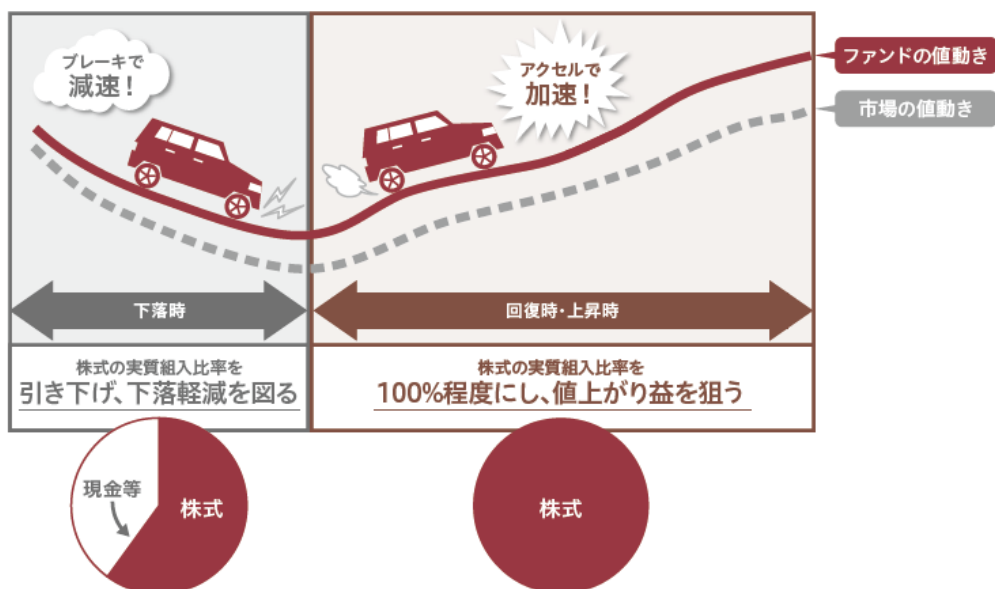 ブレーキで
減速！
アクセルで
加速！
ファンドの値動き
市場の値動き
下落時
回復時・上昇時
株式の実質組入比率を
引き下げ、下落軽減を図る
株式の実質組入比率を
100%程度にし、値上がり益を狙う
現金等
株式
株式